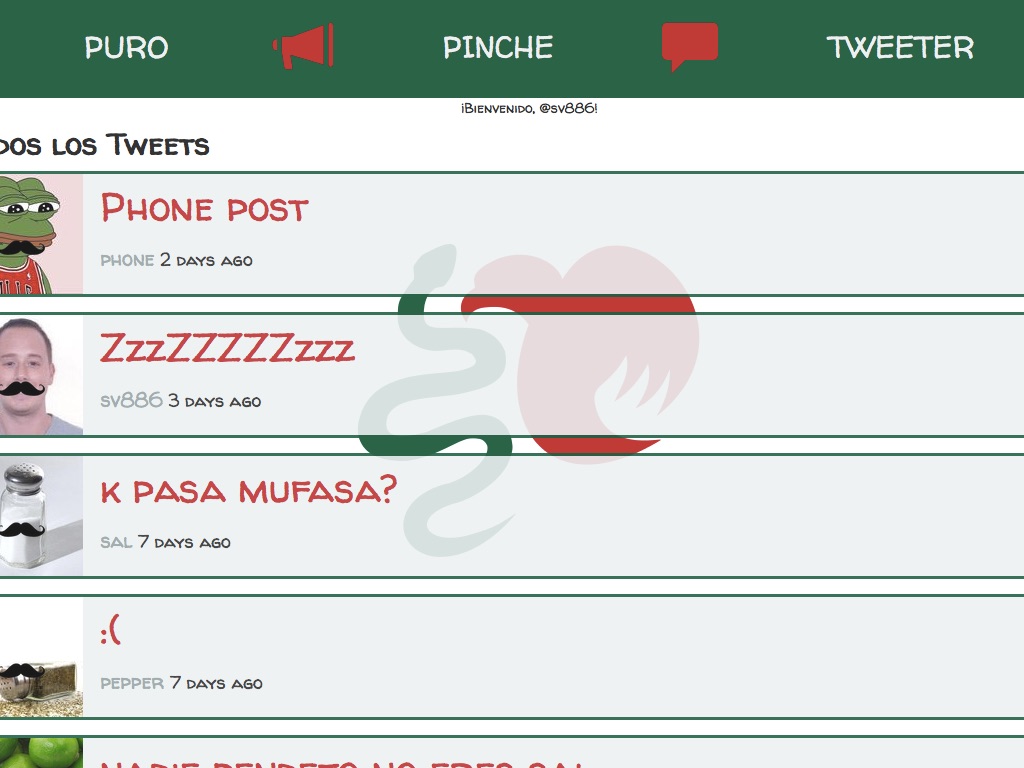 PURO PINCHE TWEETER
¡Bienvenido, @sv886!
dos los Tweets
Phone post
phone 2 days ago
ZzzZZZZZzzz
sv886 3 days ago
k pasa mufasa?
sal 7 days ago
:(
pepper 7 days ago